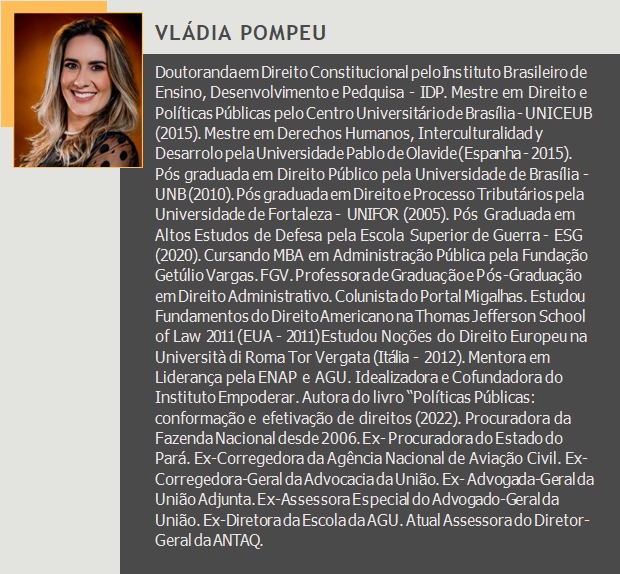 VLÁDIA POMPEU
Doutoranda em Direito Constitucional pelo Instituto Brasileiro de
Ensino, Desenvolvimento e Pedquisa - IDP. Mestre em Direito e
Políticas Públicas pelo Centro Universitário de Brasília - UNICEUB
(2015). Mestre em Derechos Humanos, Interculturalidad y
Desarrolo pela Universidade Pablo de Olavide (Espanha - 2015).
Pós graduada em Direito Público pela Universidade de Brasília -
UNB (2010). Pós graduada em Direito e Processo Tributários pela
Universidade de Fortaleza - UNIFOR (2005). Pós Graduada em
Altos Estudos de Defesa pela Escola Superior de Guerra - ESG
(2020). Cursando MBA em Administração Pública pela Fundação
Getúlio Vargas. FGV. Professora de Graduação e Pós-Graduação
em Direito Administrativo. Colunista do Portal Migalhas. Estudou
Fundamentos do Direito Americano na Thomas Jefferson School
of Law 2011 (EUA - 2011) Estudou Noções do Direito Europeu na
Università di Roma Tor Vergata (Itália - 2012). Mentora em
Liderança pela ENAP e AGU. Idealizadora e Cofundadora do
Instituto Empoderar. Autora do livro “Políticas Públicas:
conformação e efetivação de direitos (2022). Procuradora da
Fazenda Nacional desde 2006. Ex- Procuradora do Estado do
Pará. Ex-Corregedora da Agência Nacional de Aviação Civil. Ex-
Corregedora-Geral da Advocacia da União. Ex- Advogada-Geral da
União Adjunta. Ex-Assessora Especial do Advogado-Geral da
União. Ex-Diretora da Escola da AGU. Atual Assessora do Diretor-
Geral da ANTAQ.